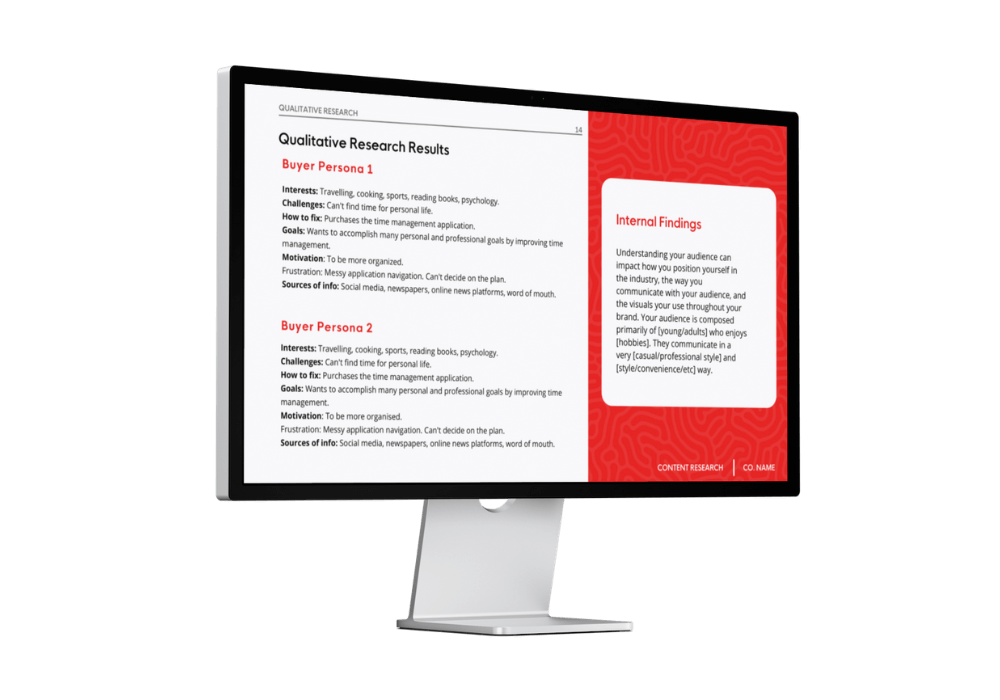 QUALITATIVE RESEARCH
14
Qualitative Research Results
Buyer Persona 1
Interests: Travelling, cooking, sports, reading books, psychology.
Challenges: Can't find time for personal life.
How to fix: Purchases the time management application.
Goals: Wants to accomplish many personal and professional goals by improving time
management.
Motivation: To be more organized.
Frustration: Messy application navigation. Can't decide on the plan.
Sources of info: Social media, newspapers, online news platforms, word of mouth.
Buyer Persona 2
Interests: Travelling, cooking, sports, reading books, psychology.
Challenges: Can't find time for personal life.
How to fix: Purchases the time management application.
Goals: Wants to accomplish many personal and professional goals by improving time
management.
Motivation: To be more organised.
Frustration: Messy application navigation. Can't decide on the plan.
Sources of info: Social media, newspapers, online news platforms, word of mouth.
Internal Findings
Understanding your audience can
impact how you position yourself in
the industry, the way you
communicate with your audience, and
the visuals your use throughout your
brand. Your audience is composed
primarily of [young/adults] who enjoys
[hobbies]. They communicate in a
very [casual/professional style] and
[style/convenience/etc] way.
CONTENT RESEARCH | CO. NAME